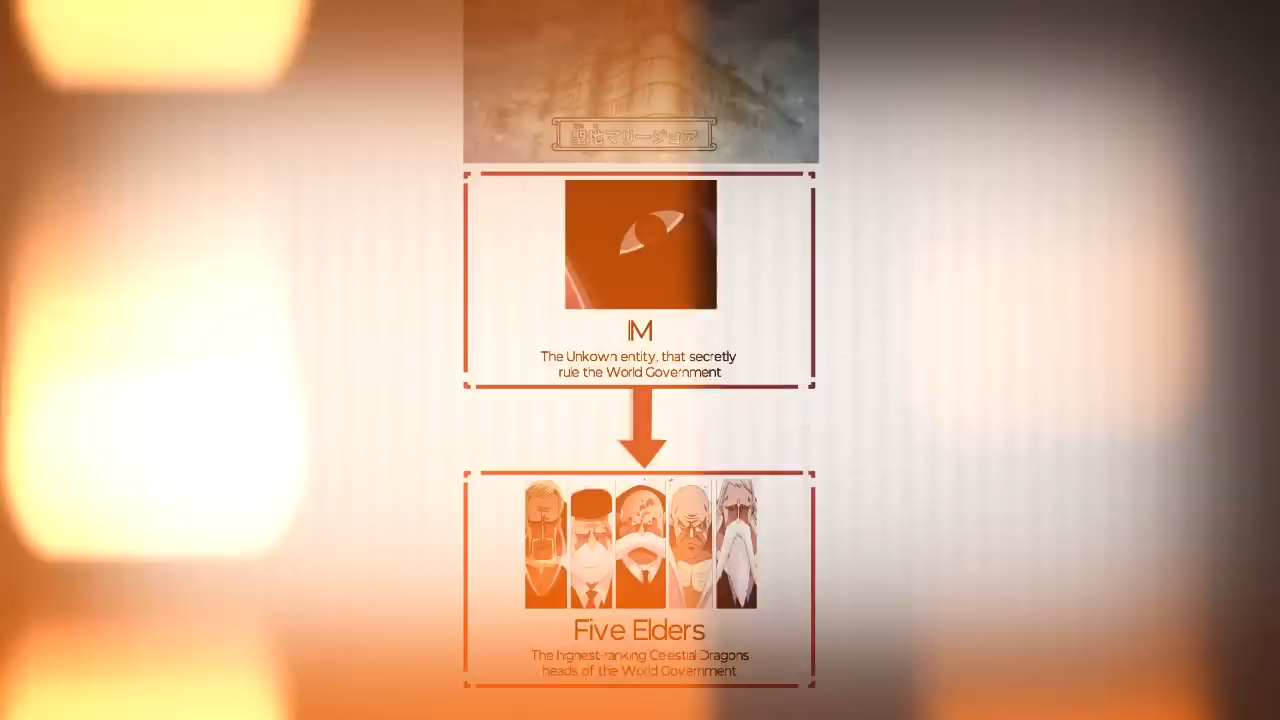 聖地マリージョア
IM
The Unkown entity, that secretly
rule the World Government
Five Elders
The highest-ranking Celestial Dragons
heads of the World Government